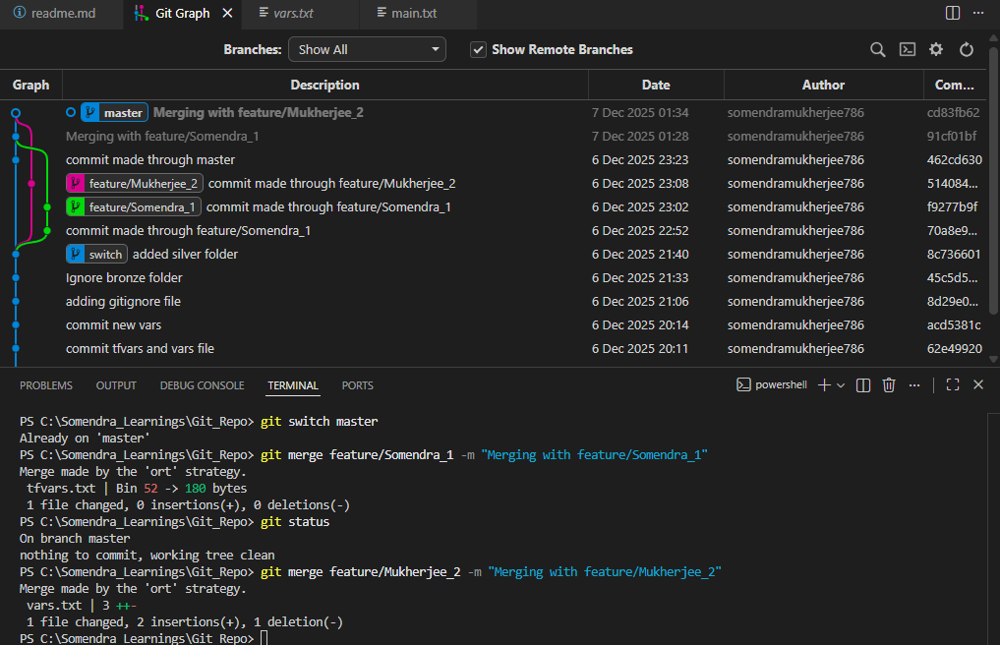 readme.md Git Graph vars.txt main.txt
Branches: Show All Show Remote Branches
Graph Description Date Author Com...
master Merging with feature/Mukherjee_2 7 Dec 2025 01:34 somendramukherjee786 cd83fb62
Merging with feature/Somendra_1 7 Dec 2025 01:28 somendramukherjee786 91cf01bf
commit made through master 6 Dec 2025 23:23 somendramukherjee786 462cd630
feature/Mukherjee_2 commit made through feature/Mukherjee_2 6 Dec 2025 23:08 somendramukherjee786 514084...
feature/Somendra_1 commit made through feature/Somendra_1 6 Dec 2025 23:02 somendramukherjee786 f9277b9f
commit made through feature/Somendra_1 6 Dec 2025 22:52 somendramukherjee786 70a8e9...
switch added silver folder 6 Dec 2025 21:40 somendramukherjee786 8c736601
Ignore bronze folder 6 Dec 2025 21:33 somendramukherjee786 45c5d5...
adding gitignore file 6 Dec 2025 21:06 somendramukherjee786 8d29e0...
commit new vars 6 Dec 2025 20:14 somendramukherjee786 acd5381c
commit tfvars and vars file 6 Dec 2025 20:11 somendramukherjee786 62e49920
PROBLEMS OUTPUT DEBUG CONSOLE TERMINAL PORTS powershell
PS C:\Somendra_Learnings\Git_Repo> git switch master
Already on 'master'
PS C:\Somendra_Learnings\Git_Repo> git merge feature/Somendra_1 -m "Merging with feature/Somendra_1"
Merge made by the 'ort' strategy.
tfvars.txt | Bin 52 -> 180 bytes
1 file changed, 0 insertions(+), 0 deletions(-)
PS C:\Somendra_Learnings\Git_Repo> git status
On branch master
nothing to commit, working tree clean
PS C:\Somendra_Learnings\Git_Repo> git merge feature/Mukherjee_2 -m "Merging with feature/Mukherjee_2"
Merge made by the 'ort' strategy.
vars.txt | 3 ++-
1 file changed, 2 insertions(+), 1 deletion(-)
PS C:\Somendra_Learnings\Git_Repo>